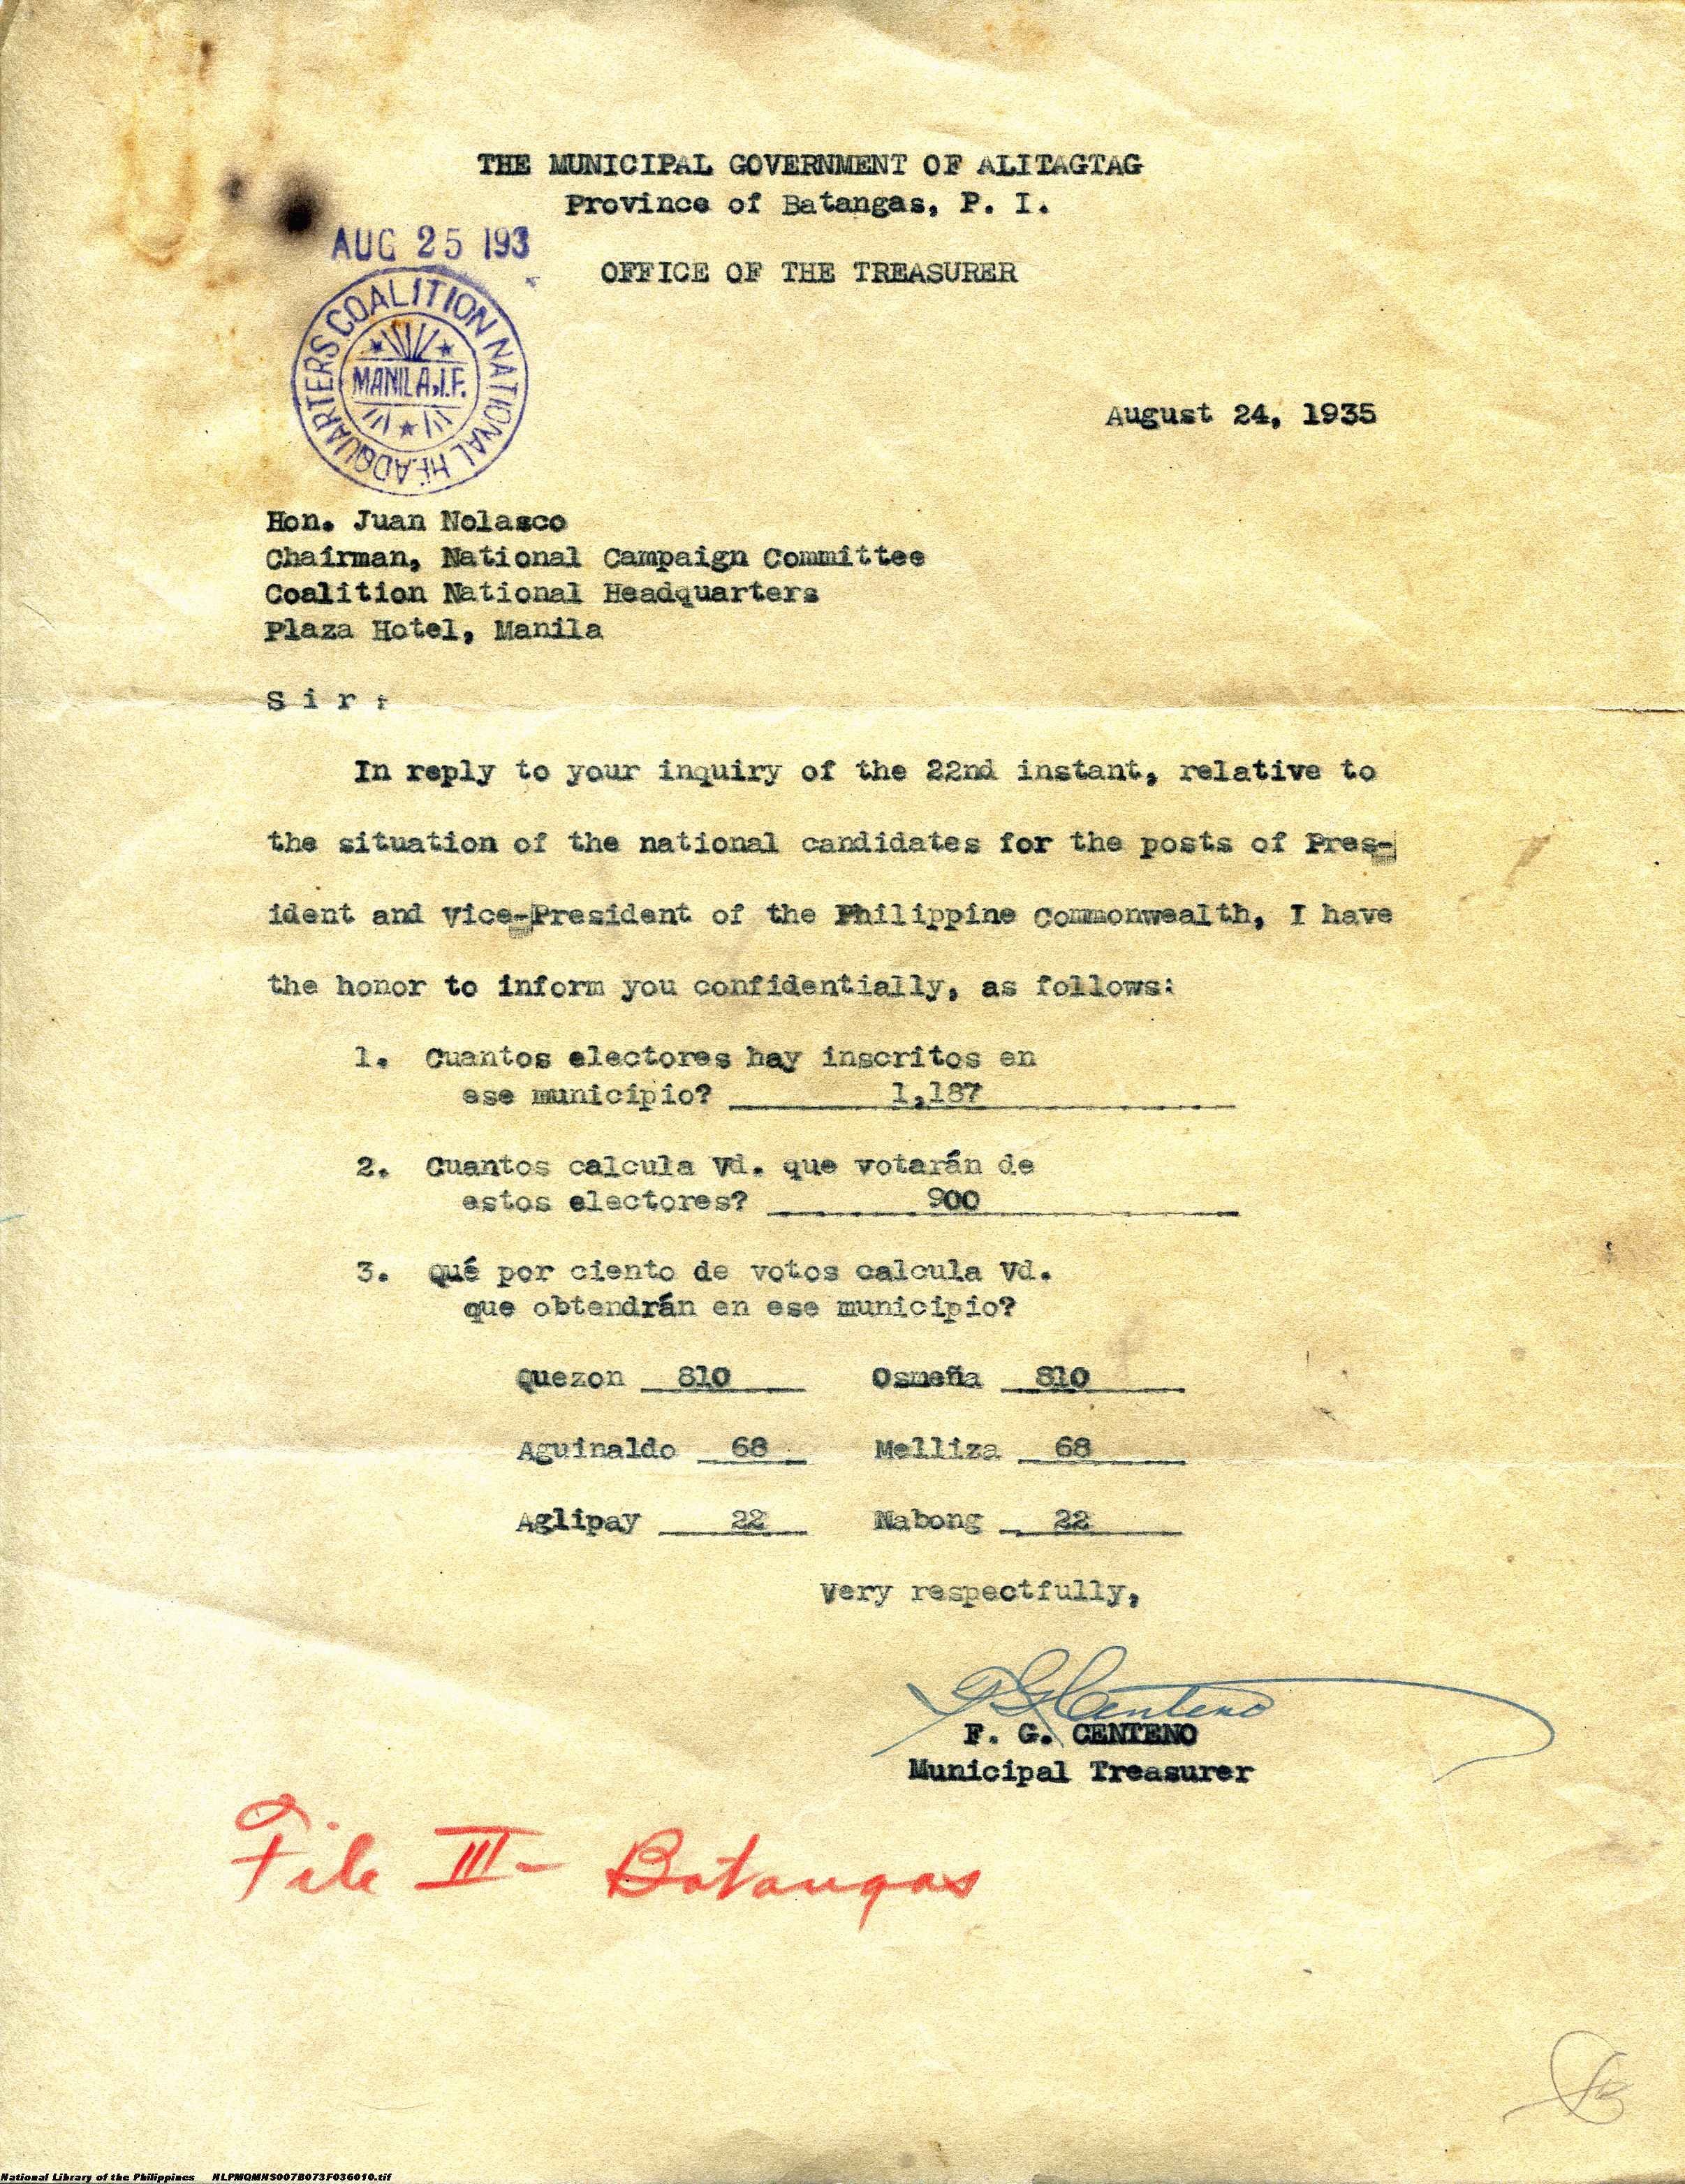 THE MUNICIPAL GOVERNMENT OF ALITAGTAG
Province of Batangas, P. I.
AUG 25 193
OFFICE OF THE TREASURER
COALITION NATIONAL HEADQUARTERS
MANILA, I.F.
August 24, 1935
Hon. Juan Nolasco
Chairman, National Campaign Committee
Coalition National Headquarters
Plaza Hotel, Manila
S i r :
In reply to your inquiry of the 22nd instant, relative to
the situation of the national candidates for the posts of Pres-
ident and Vice-President of the Philippine Commonwealth, I have
the honor to inform you confidentially, as follows:
1. Cuantos electores hay inscritos en
ese municipio? 1,187
2. Cuantos calcula Vd. que votarán de
estos electores? 900
3. Qué por ciento de votos calcula Vd.
que obtendrán en ese municipio?
Quezon 810 Osmeña 810
Aguinaldo 68 Melliza 68
Aglipay 22 Nabong 22
Very respectfully,
F G Centeno
F. G. CENTENO
Municipal Treasurer
File III - Batangas
National Library of the Philippines NLPMQMNS007B073F036010.tif